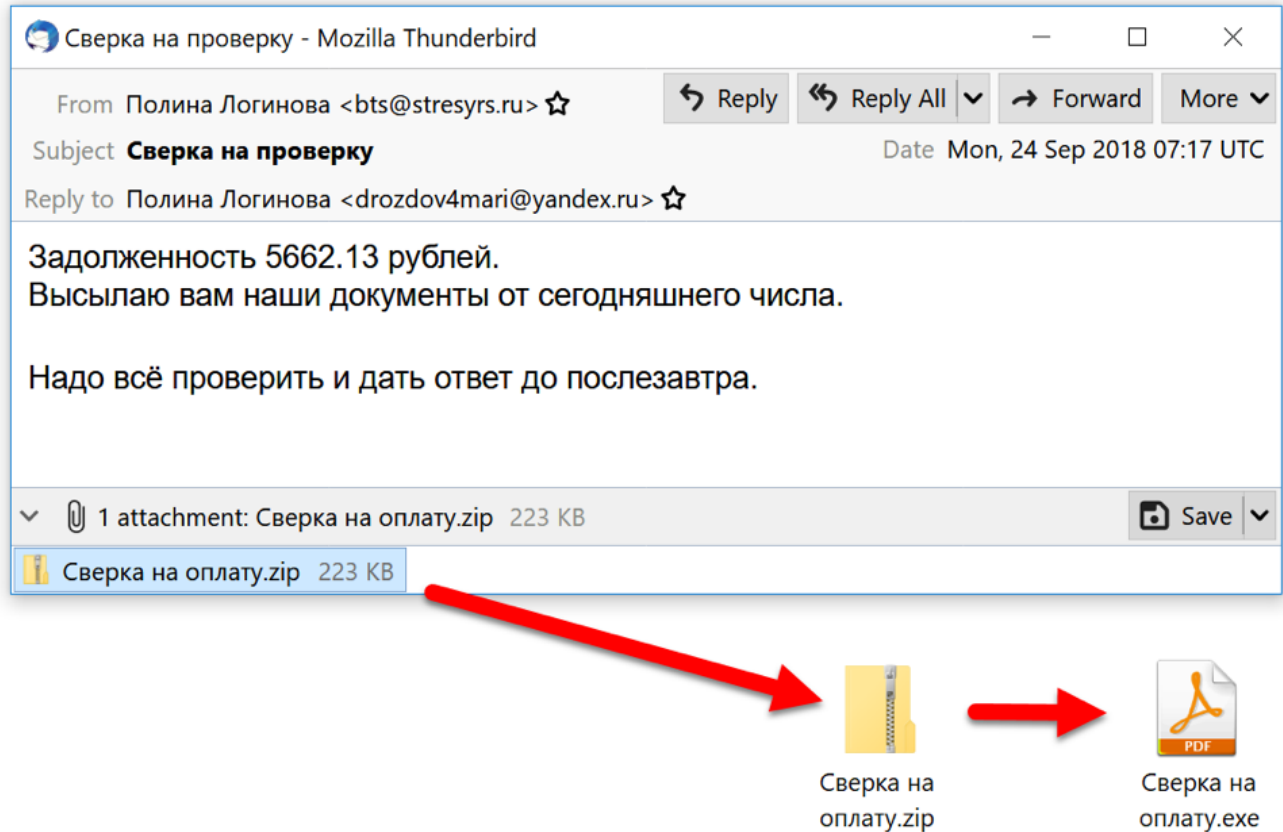 Сверка на проверку - Mozilla Thunderbird
From Полина Логинова <bts@stresyrs.ru> Reply Reply All Forward More
Subject Сверка на проверку Date Mon, 24 Sep 2018 07:17 UTC
Reply to Полина Логинова <drozdov4mari@yandex.ru>
Задолженность 5662.13 рублей.
Высылаю вам наши документы от сегодняшнего числа.
Надо всё проверить и дать ответ до послезавтра.
1 attachment: Сверка на оплату.zip 223 KB Save
Сверка на оплату.zip 223 KB
PDF
Сверка на
оплату.zip
Сверка на
оплату.exe